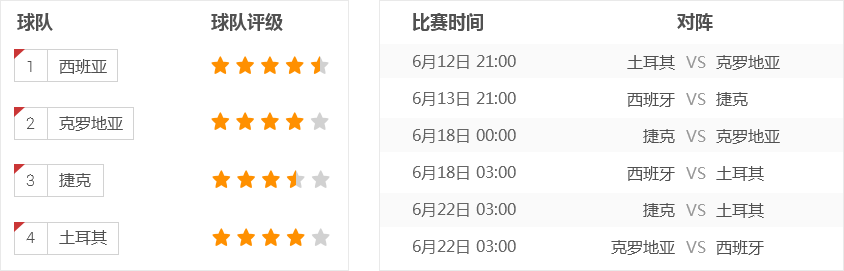 球队 球队评级
1 西班亚
2 克罗地亚
3 捷克
4 土耳其
比赛时间 对阵
6月12日 21:00 土耳其 VS 克罗地亚
6月13日 21:00 西班牙 VS 捷克
6月18日 00:00 捷克 VS 克罗地亚
6月18日 03:00 西班牙 VS 土耳其
6月22日 03:00 捷克 VS 土耳其
6月22日 03:00 克罗地亚 VS 西班牙